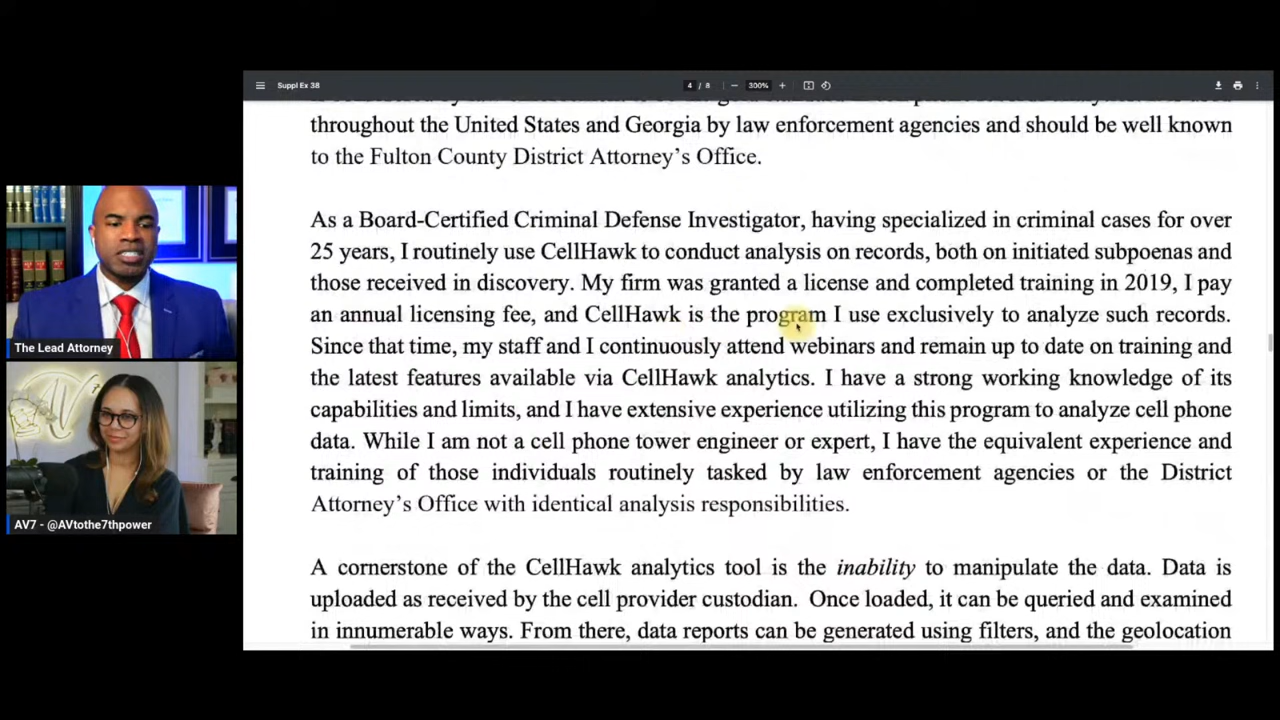 Suppl Ex 38
4 / 8
300%
throughout the United States and Georgia by law enforcement agencies and should be well known
to the Fulton County District Attorney's Office.
As a Board-Certified Criminal Defense Investigator, having specialized in criminal cases for over
25 years, I routinely use CellHawk to conduct analysis on records, both on initiated subpoenas and
those received in discovery. My firm was granted a license and completed training in 2019, I pay
an annual licensing fee, and CellHawk is the program I use exclusively to analyze such records.
Since that time, my staff and I continuously attend webinars and remain up to date on training and
the latest features available via CellHawk analytics. I have a strong working knowledge of its
capabilities and limits, and I have extensive experience utilizing this program to analyze cell phone
data. While I am not a cell phone tower engineer or expert, I have the equivalent experience and
training of those individuals routinely tasked by law enforcement agencies or the District
Attorney's Office with identical analysis responsibilities.
A cornerstone of the CellHawk analytics tool is the inability to manipulate the data. Data is
uploaded as received by the cell provider custodian. Once loaded, it can be queried and examined
in innumerable ways. From there, data reports can be generated using filters, and the geolocation
The Lead Attorney
AV7 - @AVtothe7thpower